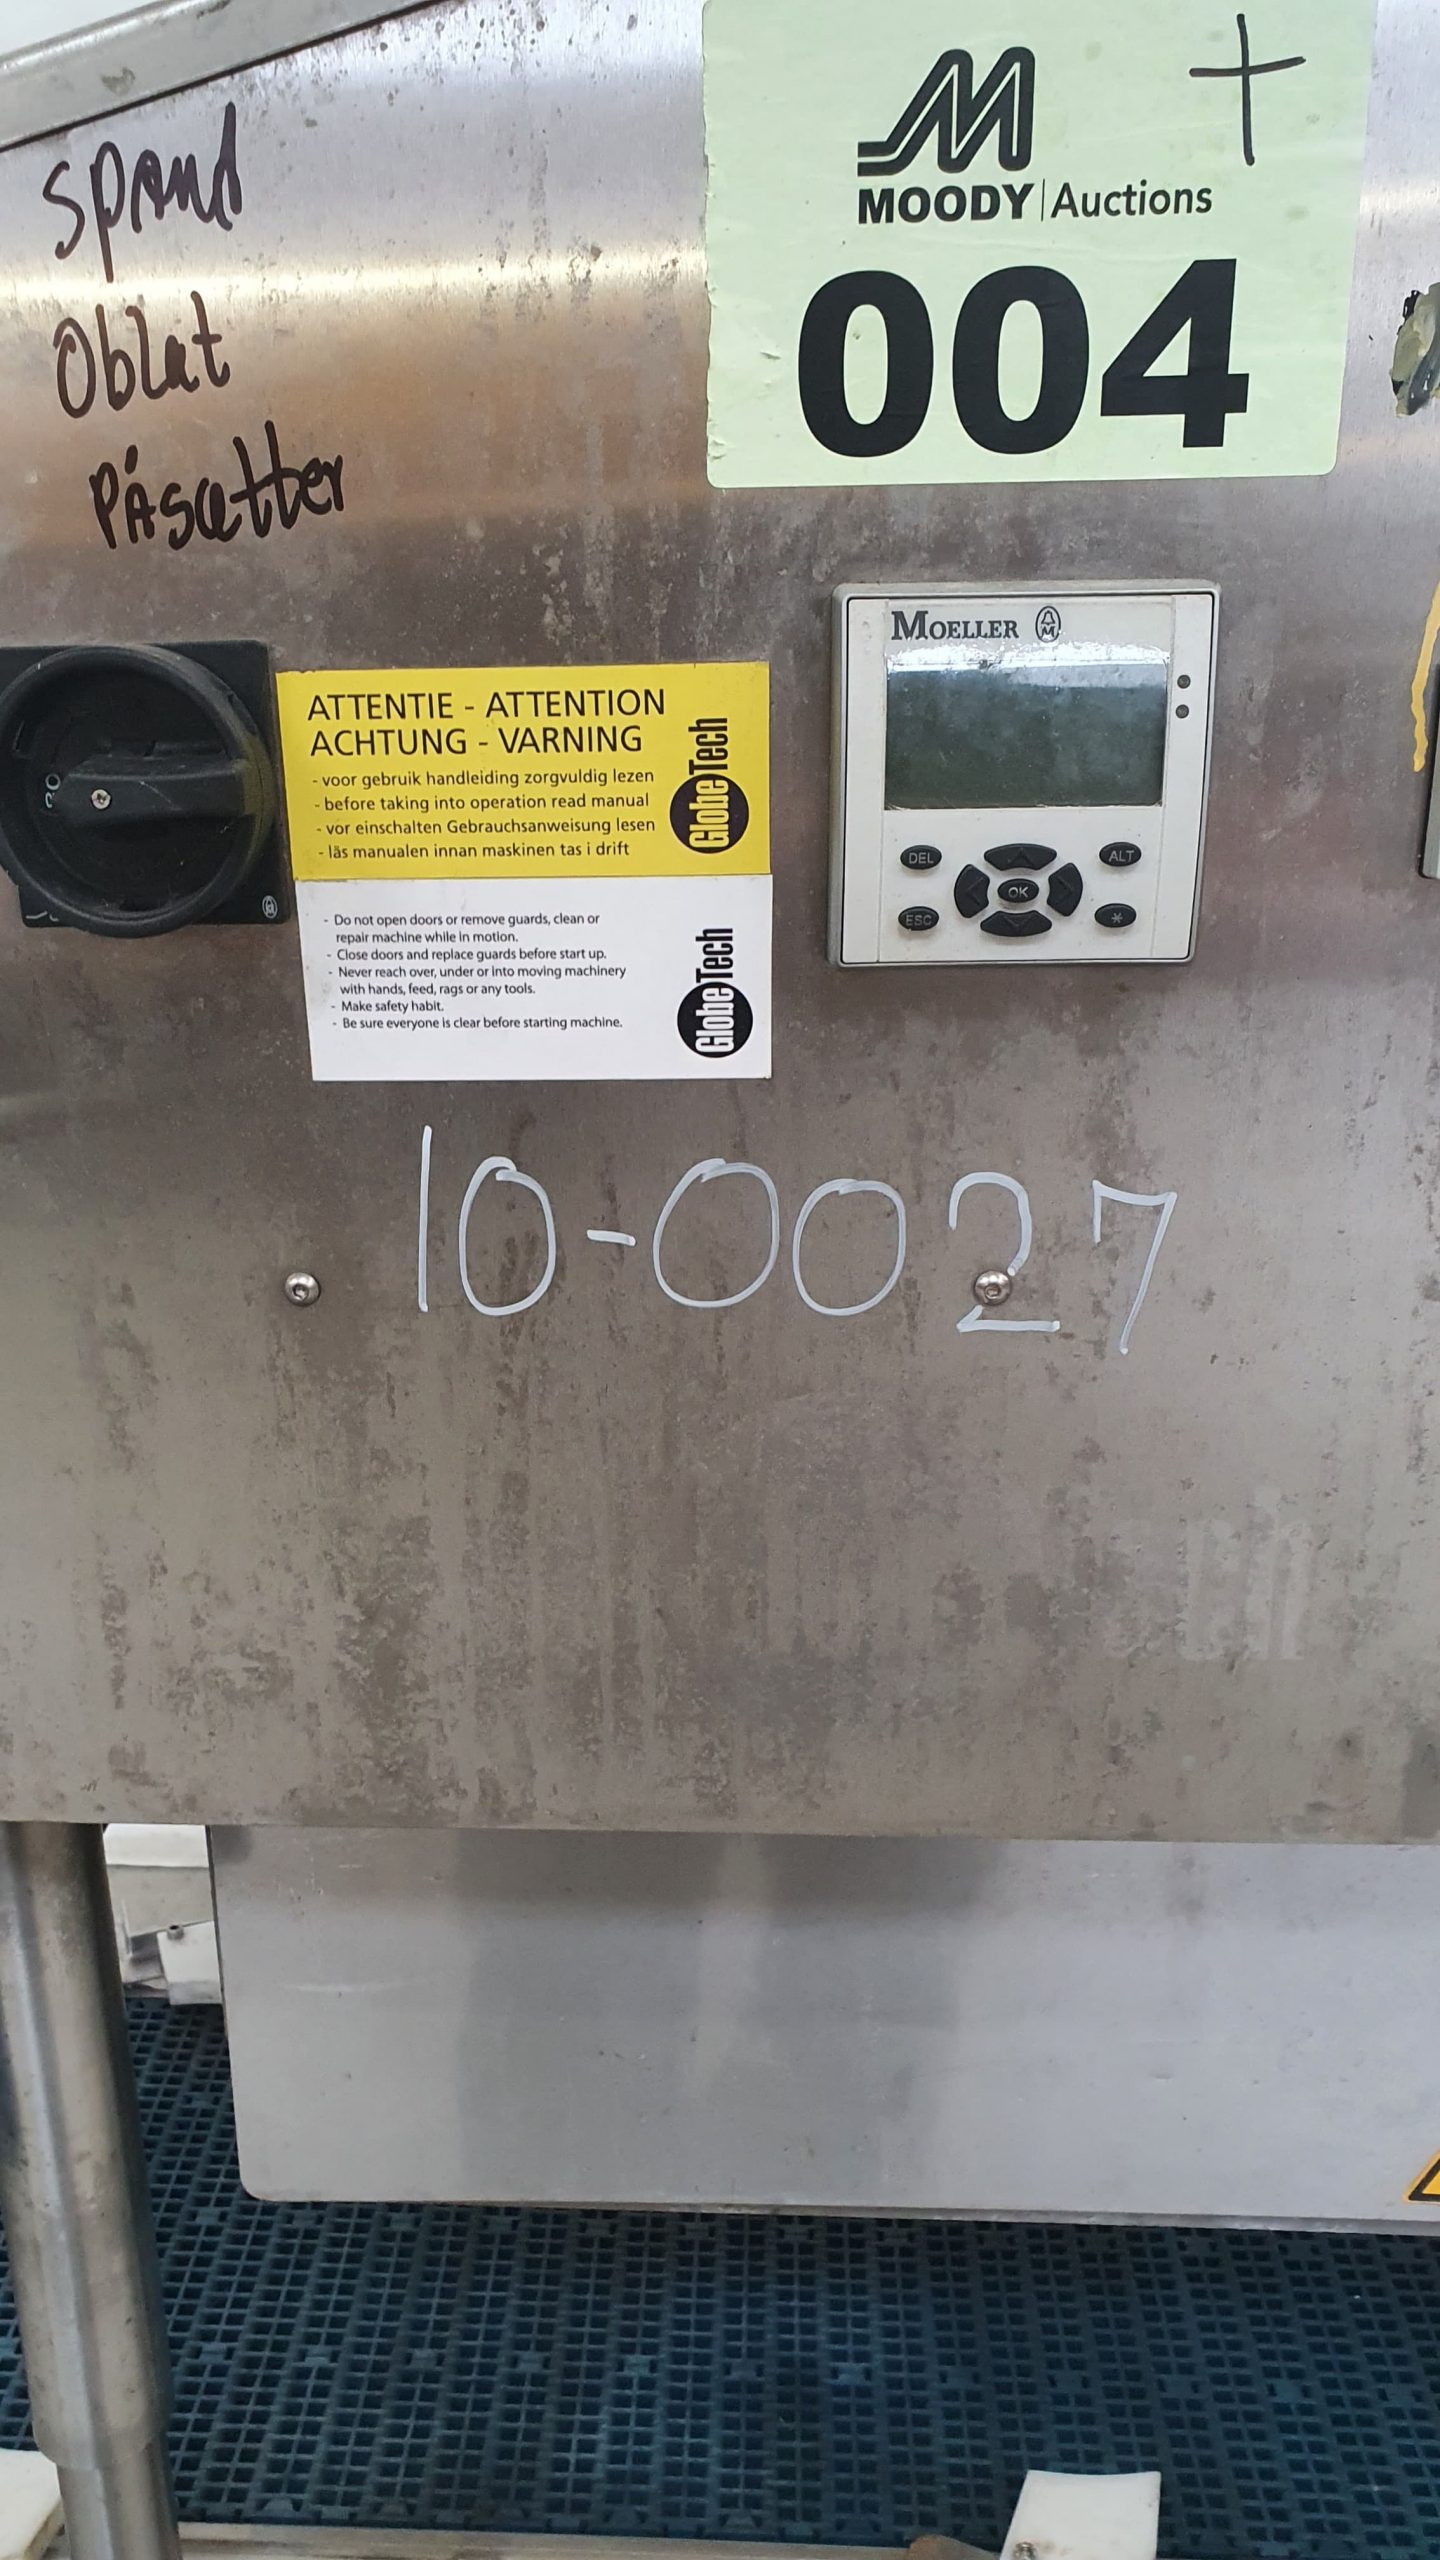 spand
Oblat
Påsætter
+
MOODY | Auctions
004
MOELLER
DEL
ALT
OK
ESC
*
ATTENTIE - ATTENTION
ACHTUNG - VARNING
- voor gebruik handleiding zorgvuldig lezen
- before taking into operation read manual
- vor einschalten Gebrauchsanweisung lesen
- läs manualen innan maskinen tas i drift
GlobeTech
- Do not open doors or remove guards, clean or
repair machine while in motion.
- Close doors and replace guards before start up.
- Never reach over, under or into moving machinery
with hands, feed, rags or any tools.
- Make safety habit.
- Be sure everyone is clear before starting machine.
GlobeTech
10-0027